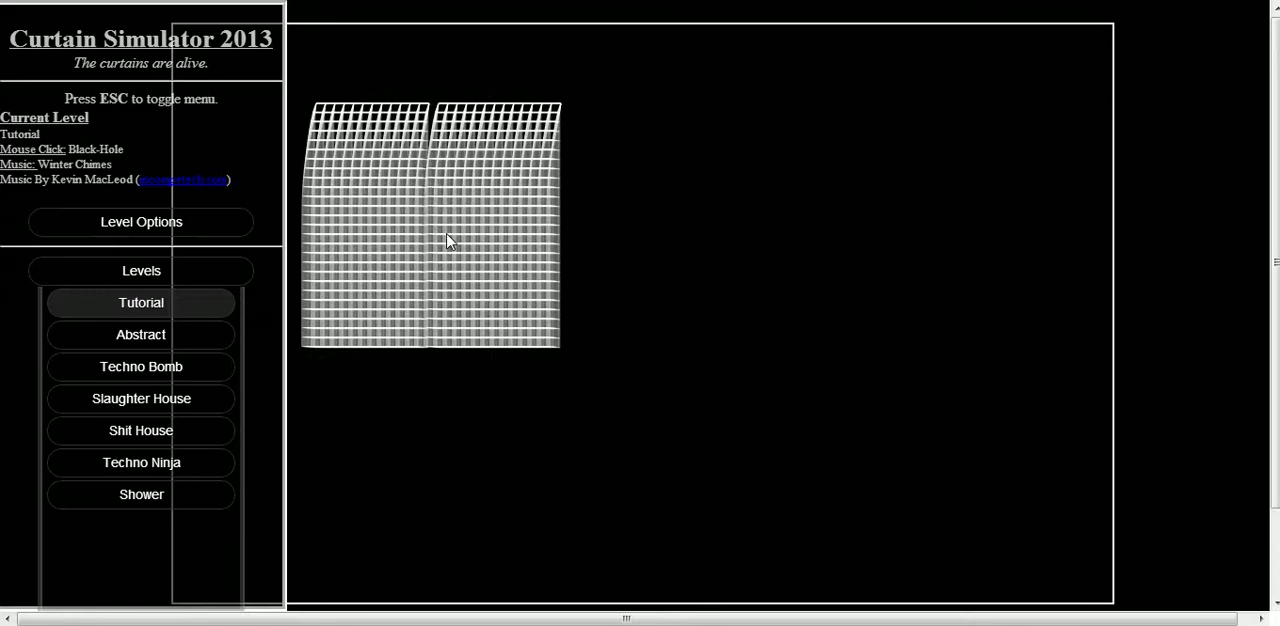 Curtain Simulator 2013
The curtains are alive.
Press ESC to toggle menu.
Current Level
Tutorial
Mouse Click: Black-Hole
Music: Winter Chimes
Music By Kevin MacLeod (incompetech.com)
Level Options
Levels
Tutorial
Abstract
Techno Bomb
Slaughter House
Shit House
Techno Ninja
Shower